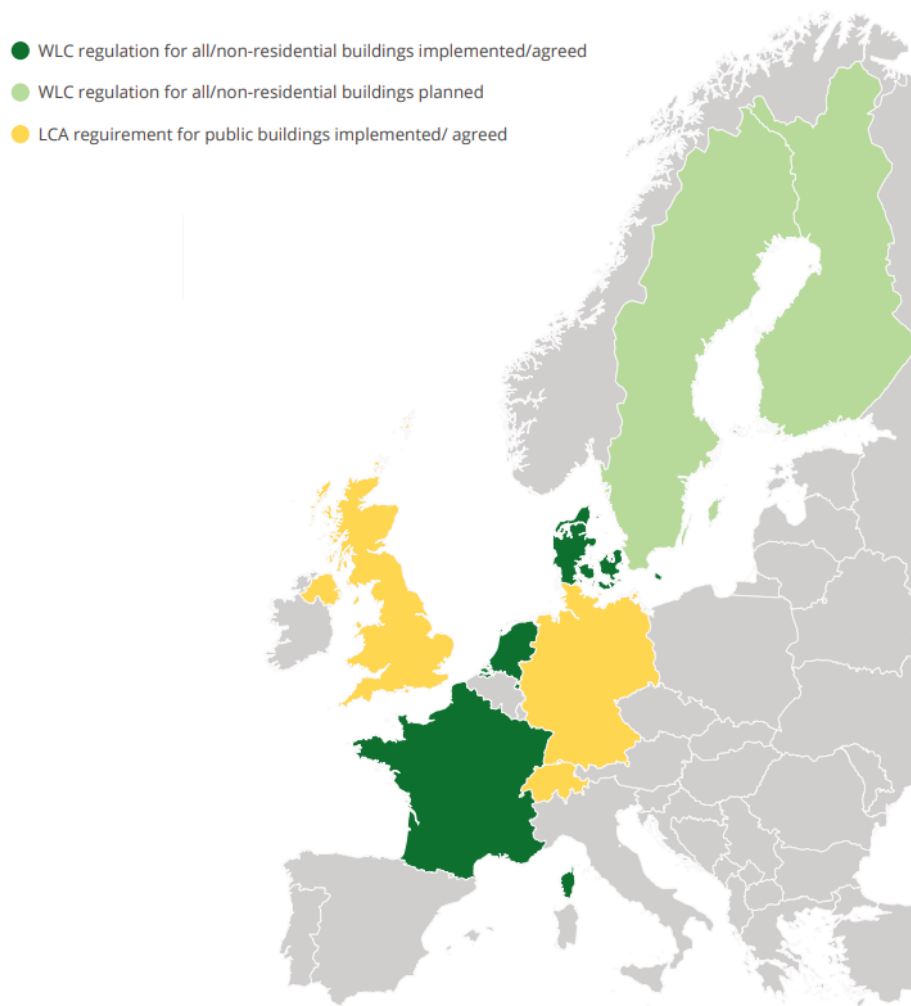 WLC regulation for all/non-residential buildings implemented/agreed
WLC regulation for all/non-residential buildings planned
LCA reguirement for public buildings implemented/ agreed